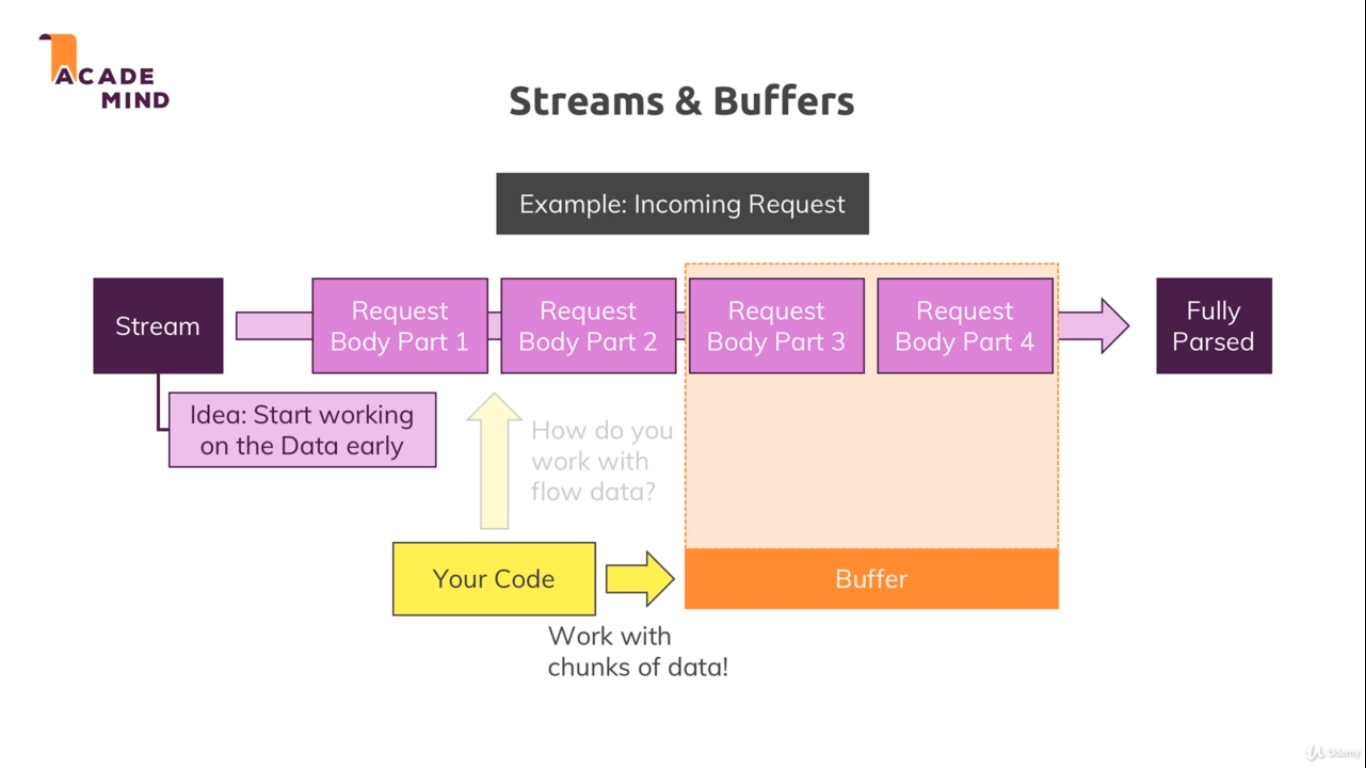 ACADE
MIND
Streams & Buffers
Example: Incoming Request
Stream
Request
Body Part 1
Request
Body Part 2
Request
Body Part 3
Request
Body Part 4
Fully
Parsed
Idea: Start working
on the Data early
How do you
work with
flow data?
Your Code
Buffer
Work with
chunks of data!
Udemy